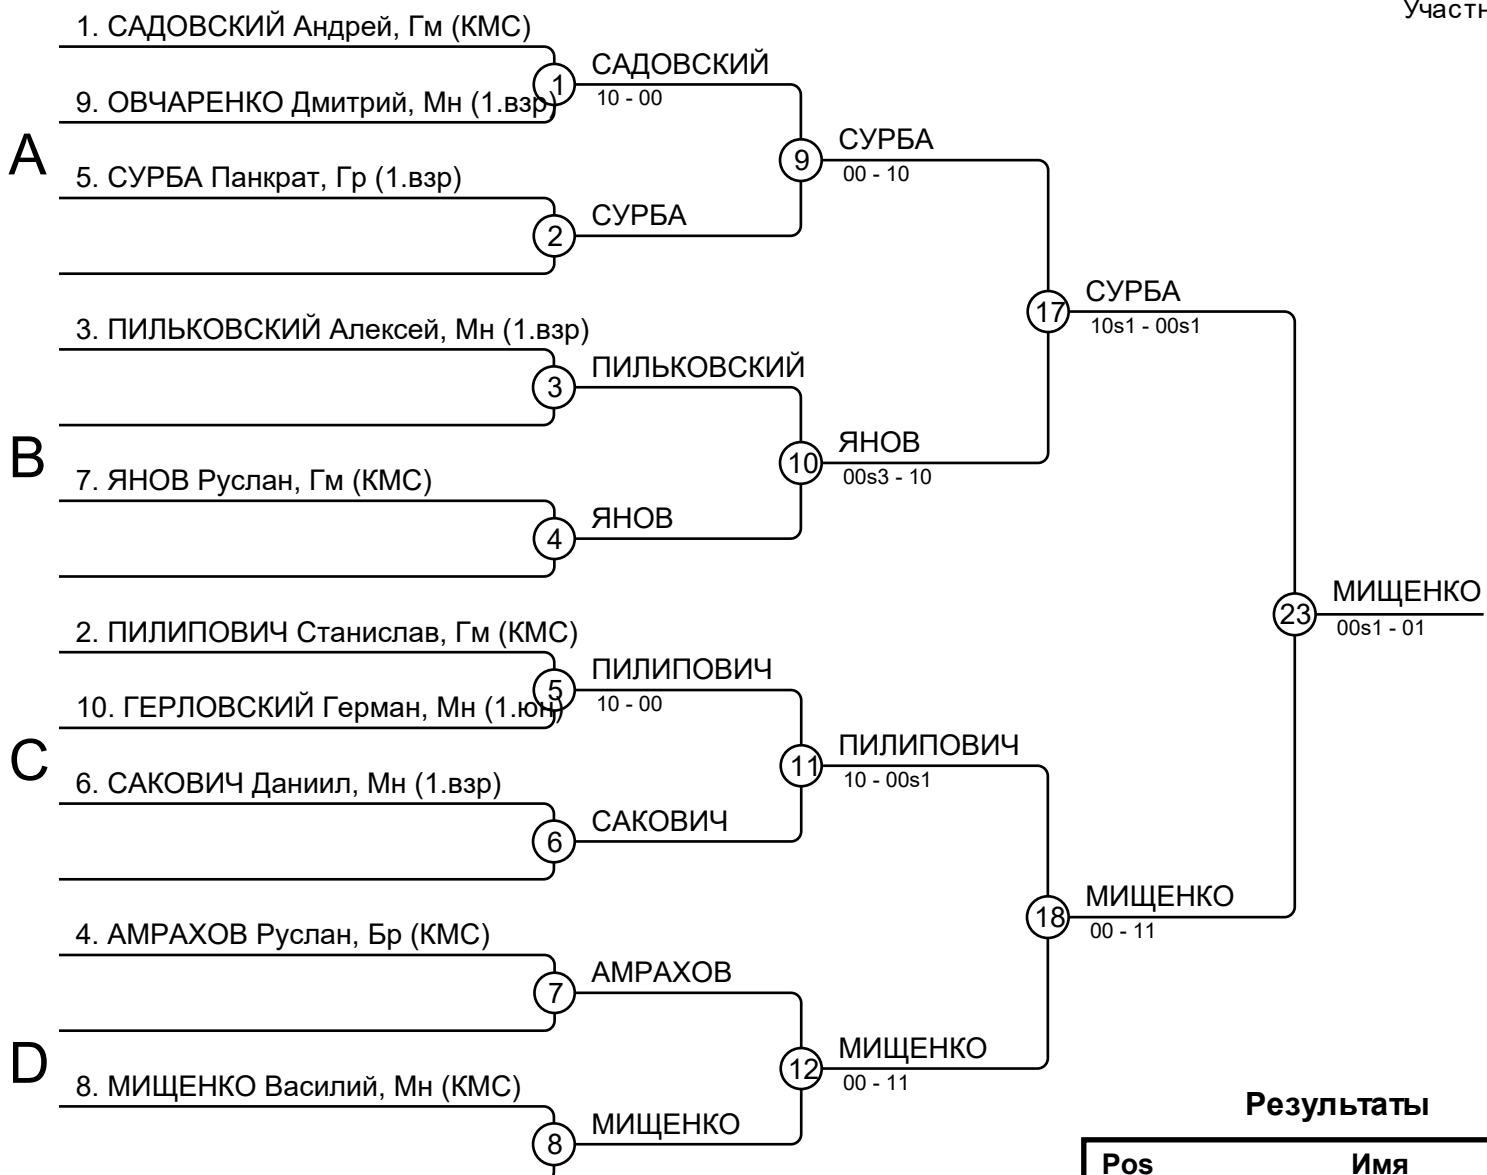 Участн
1. САДОВСКИЙ Андрей, Гм (КМС)
1
САДОВСКИЙ
10 - 00
9. ОВЧАРЕНКО Дмитрий, Мн (1.взр)
A
9
СУРБА
00 - 10
5. СУРБА Панкрат, Гр (1.взр)
2
СУРБА
17
СУРБА
10s1 - 00s1
3. ПИЛЬКОВСКИЙ Алексей, Мн (1.взр)
3
ПИЛЬКОВСКИЙ
B
10
ЯНОВ
00s3 - 10
7. ЯНОВ Руслан, Гм (КМС)
4
ЯНОВ
23
МИЩЕНКО
00s1 - 01
2. ПИЛИПОВИЧ Станислав, Гм (КМС)
5
ПИЛИПОВИЧ
10 - 00
10. ГЕРЛОВСКИЙ Герман, Мн (1.юн)
C
11
ПИЛИПОВИЧ
10 - 00s1
6. САКОВИЧ Даниил, Мн (1.взр)
6
САКОВИЧ
18
МИЩЕНКО
00 - 11
4. АМРАХОВ Руслан, Бр (КМС)
7
АМРАХОВ
D
12
МИЩЕНКО
00 - 11
8. МИЩЕНКО Василий, Мн (КМС)
8
МИЩЕНКО
Результаты
Pos Имя